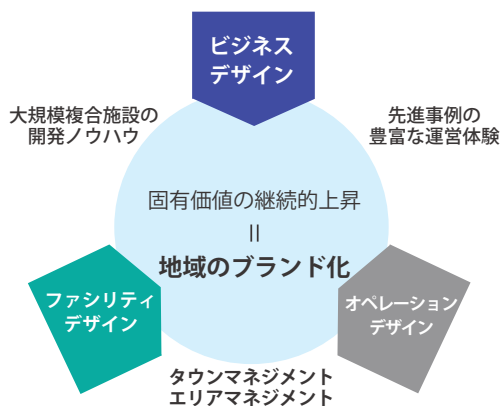 ビジネス
デザイン
大規模複合施設の
開発ノウハウ
先進事例の
豊富な運営体験
固有価値の継続的上昇
=
地域のブランド化
ファシリティ
デザイン
オペレーション
デザイン
タウンマネジメント
エリアマネジメント